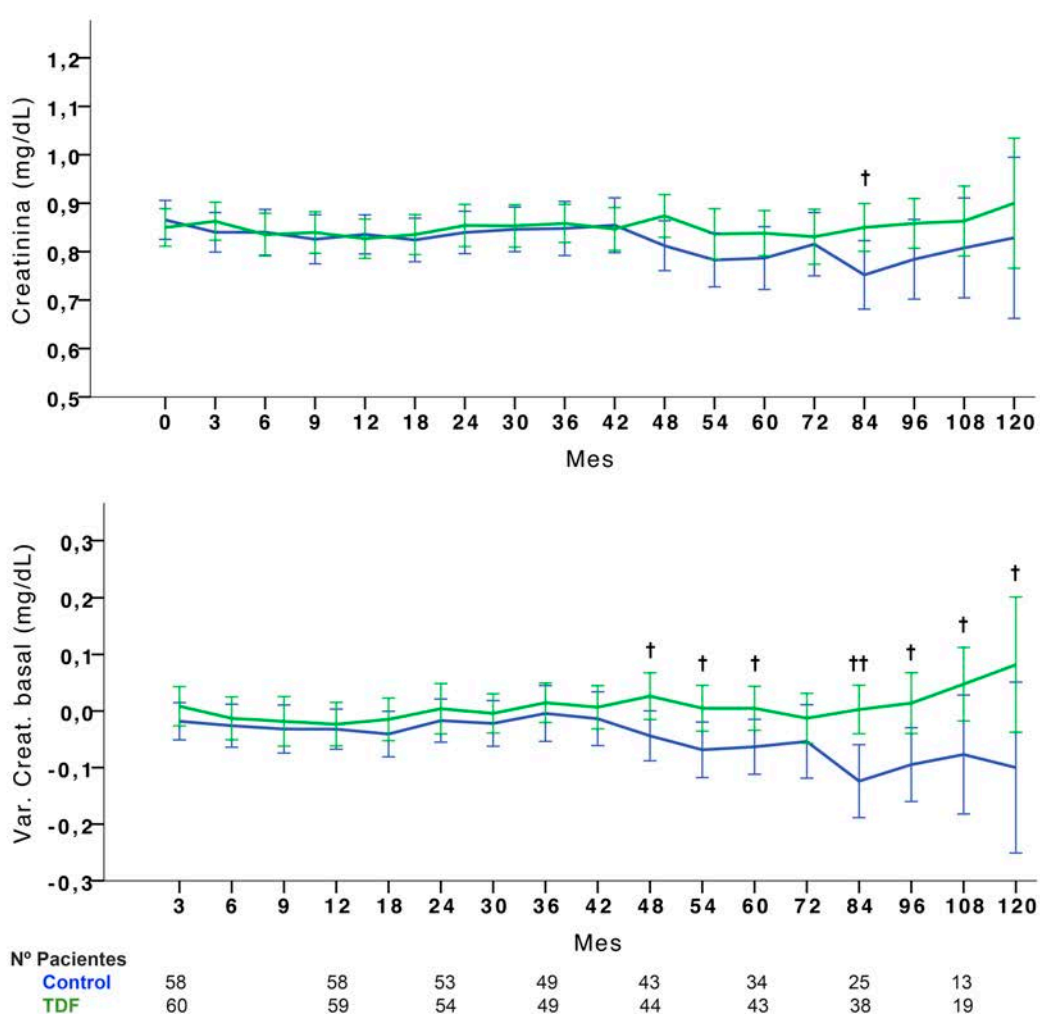 Creatinina (mg/dL)
1,2
1,1
1,0
0,9
0,8
0,7
0,6
0,5
†
0 3 6 9 12 18 24 30 36 42 48 54 60 72 84 96 108 120
Mes
Var. Creat. basal (mg/dL)
0,3
0,2
0,1
0,0
-0,1
-0,2
-0,3
† † † †† † † †
3 6 9 12 18 24 30 36 42 48 54 60 72 84 96 108 120
Mes
Nº Pacientes
Control 58 58 53 49 43 34 25 13
TDF 60 59 54 49 44 43 38 19